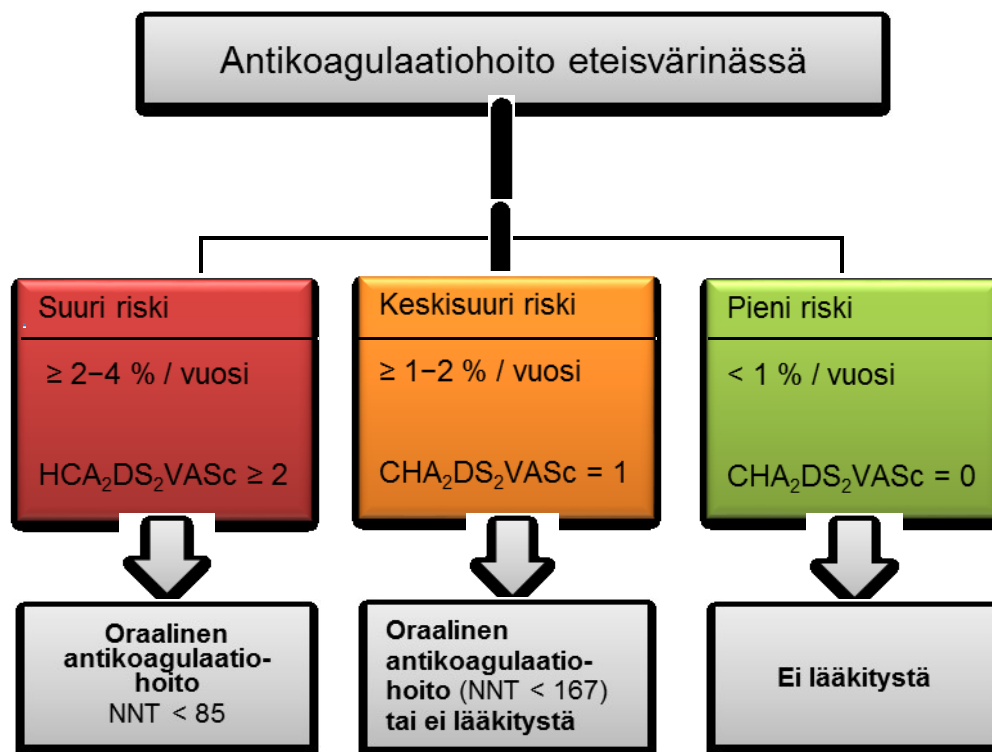 Antikoagulaatiohoito eteisvärinässä
Suuri riski
≥ 2–4 % / vuosi
HCA₂DS₂VASc ≥ 2
Keskisuuri riski
≥ 1–2 % / vuosi
CHA₂DS₂VASc = 1
Pieni riski
< 1 % / vuosi
CHA₂DS₂VASc = 0
Oraalinen
antikoagulaatio-
hoito
NNT < 85
Oraalinen
antikoagulaatio-
hoito (NNT < 167)
tai ei lääkitystä
Ei lääkitystä